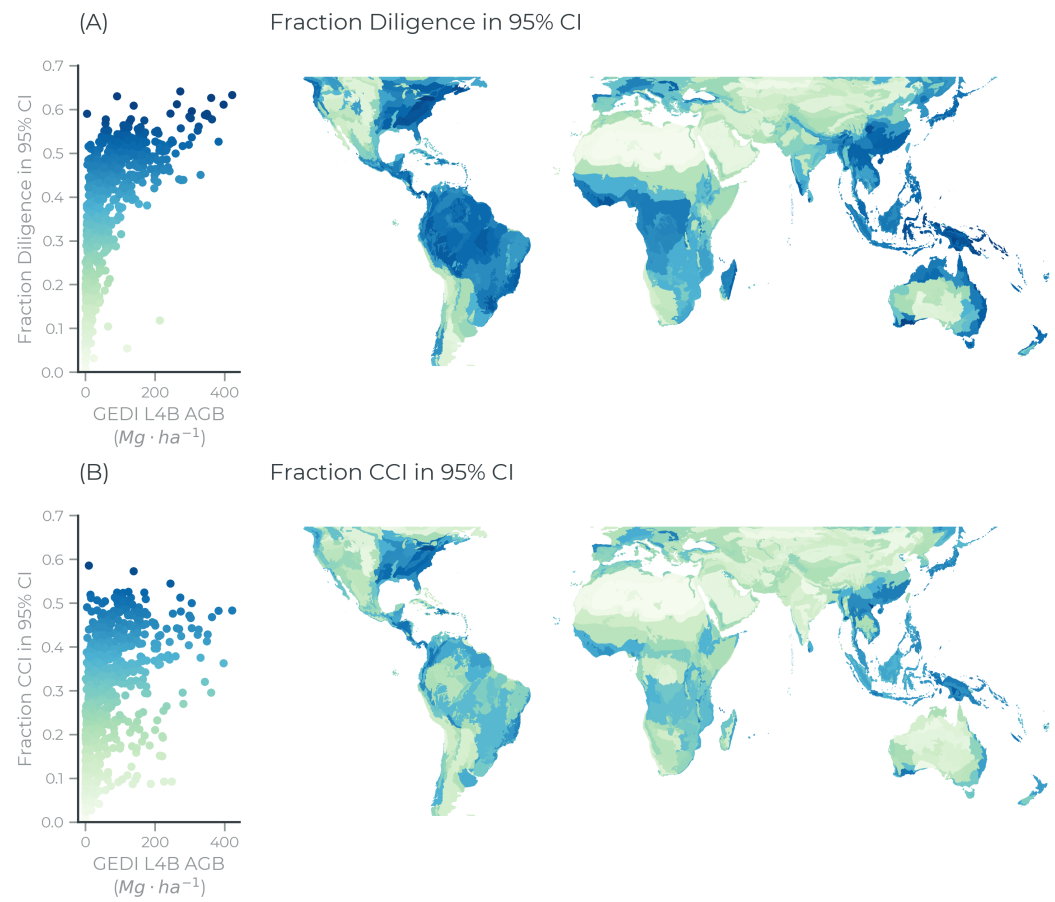 (A)
Fraction Diligence in 95% CI
0.7
0.6
0.5
0.4
0.3
0.2
0.1
0.0
Fraction Diligence in 95% CI
0 200 400
GEDI L4B AGB
(Mg · ha⁻¹)
(B)
Fraction CCI in 95% CI
0.7
0.6
0.5
0.4
0.3
0.2
0.1
0.0
Fraction CCI in 95% CI
0 200 400
GEDI L4B AGB
(Mg · ha⁻¹)